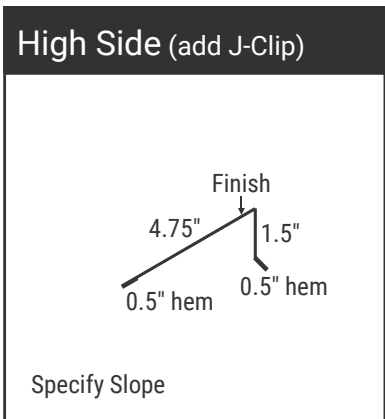 High Side (add J-Clip)
Finish
4.75"
1.5"
0.5" hem
0.5" hem
Specify Slope